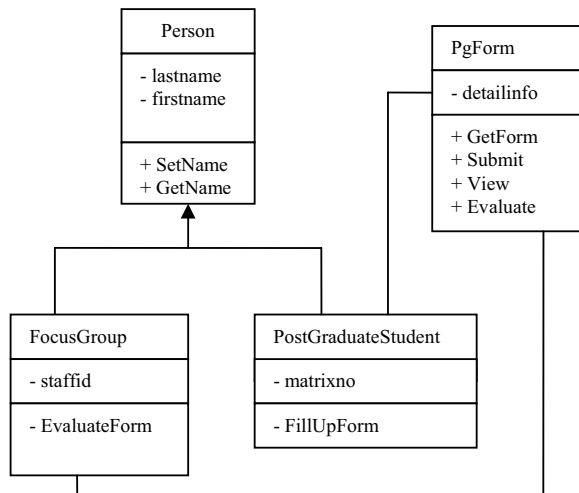 Person
- lastname
- firstname
+ SetName
+ GetName
PgForm
- detailinfo
+ GetForm
+ Submit
+ View
+ Evaluate
FocusGroup
- staffid
- EvaluateForm
PostGraduateStudent
- matrixno
- FillUpForm